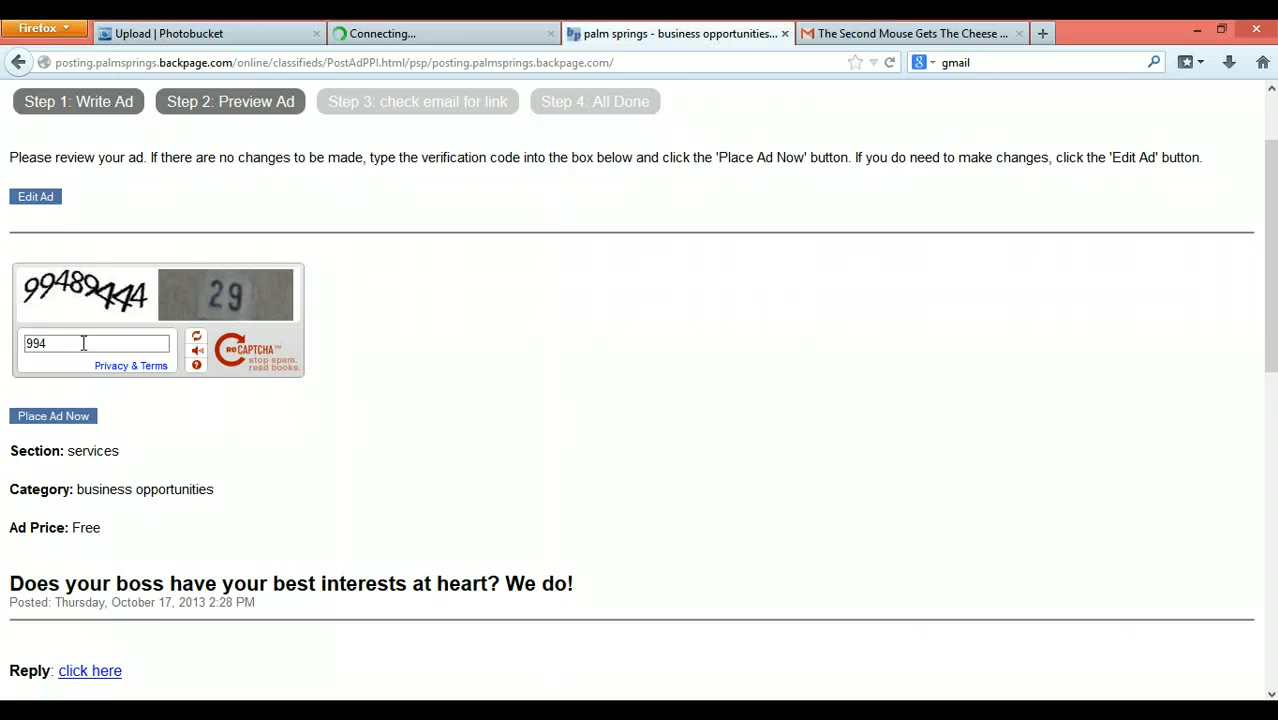 Firefox
Upload | Photobucket
Connecting...
palm springs - business opportunities...
The Second Mouse Gets The Cheese ...
posting.palmsprings.backpage.com/online/classifieds/PostAdPPI.html/psp/posting.palmsprings.backpage.com/
gmail
Step 1: Write Ad
Step 2: Preview Ad
Step 3: check email for link
Step 4: All Done
Please review your ad. If there are no changes to be made, type the verification code into the box below and click the 'Place Ad Now' button. If you do need to make changes, click the 'Edit Ad' button.
Edit Ad
99489444 29
994
Privacy & Terms
reCAPTCHA™
stop spam.
read books.
Place Ad Now
Section: services
Category: business opportunities
Ad Price: Free
Does your boss have your best interests at heart? We do!
Posted: Thursday, October 17, 2013 2:28 PM
Reply: click here